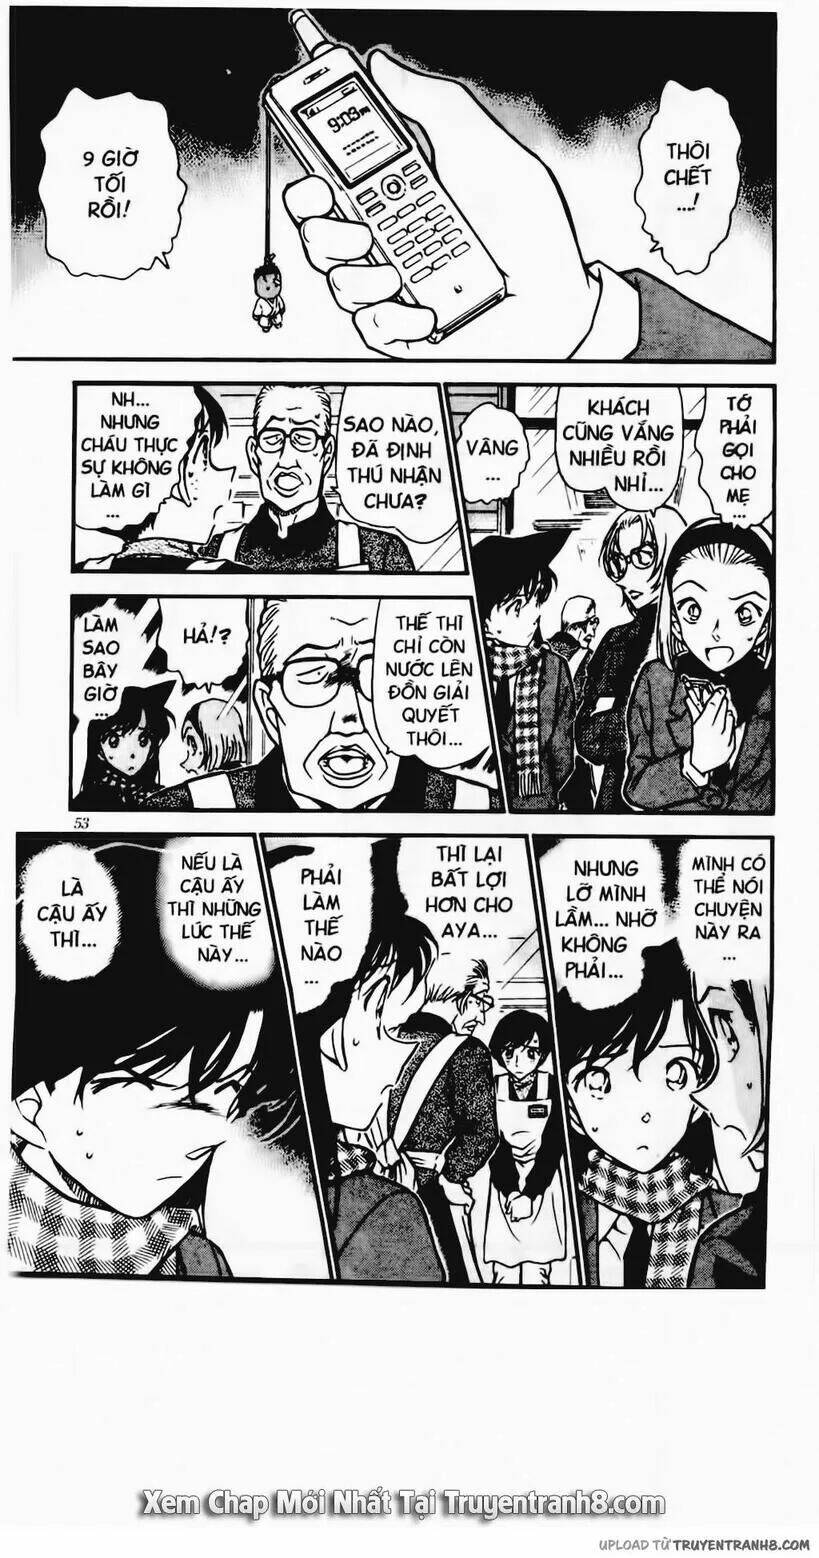 THÔI
CHẾT
...!
9:09PM
9 GIỜ
TỐI
RỒI!
TỚ
PHẢI
GỌI
CHO
MẸ
...
KHÁCH
CŨNG VẮNG
NHIỀU RỒI
NHỈ...
VÂNG
...
SAO NÀO,
ĐÃ ĐỊNH
THÚ NHẬN
CHƯA?
NH...
NHƯNG
CHÁU THỰC
SỰ KHÔNG
LÀM GÌ
...
THẾ THÌ
CHỈ CÒN
NƯỚC LÊN
ĐỒN GIẢI
QUYẾT
THÔI...
HẢ!?
LÀM
SAO
BÂY
GIỜ
...
53
MÌNH CÓ
THỂ NÓI
CHUYỆN
NÀY RA
...
NHƯNG
LỠ MÌNH
LẦM... NHỠ
KHÔNG
PHẢI...
THÌ LẠI
BẤT LỢI
HƠN CHO
AYA...
PHẢI
LÀM
THẾ
NÀO
...
NẾU LÀ
CẬU ẤY
THÌ NHỮNG
LÚC THẾ
NÀY...
LÀ
CẬU ẤY
THÌ...
Xem Chap Mới Nhất Tại Truyentranh8.com
UPLOAD TỪ TRUYENTRANH8.COM